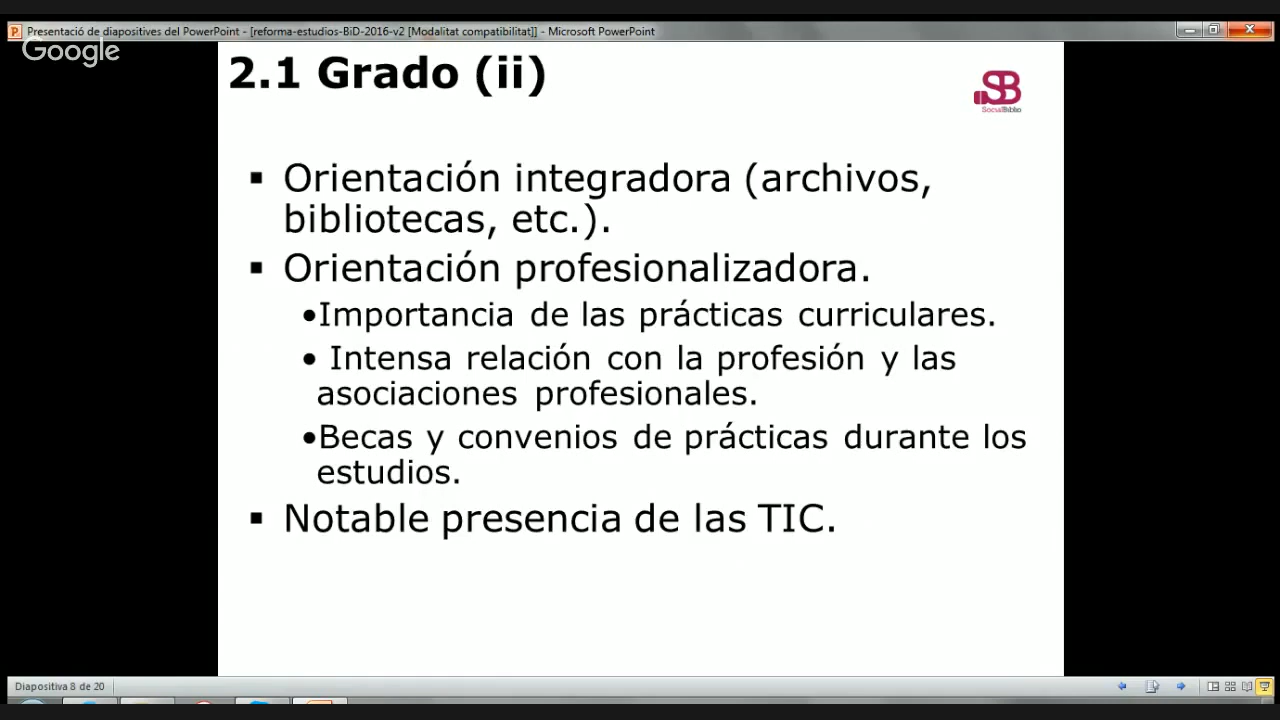 Presentació de diapositives del PowerPoint - [reforma-estudios-BiD-2016-v2 [Modalitat compatibilitat]] - Microsoft PowerPoint
Google
2.1 Grado (ii)
SB
SocialBiblio
▪ Orientación integradora (archivos,
bibliotecas, etc.).
▪ Orientación profesionalizadora.
•Importancia de las prácticas curriculares.
• Intensa relación con la profesión y las
asociaciones profesionales.
•Becas y convenios de prácticas durante los
estudios.
▪ Notable presencia de las TIC.
Diapositiva 8 de 20